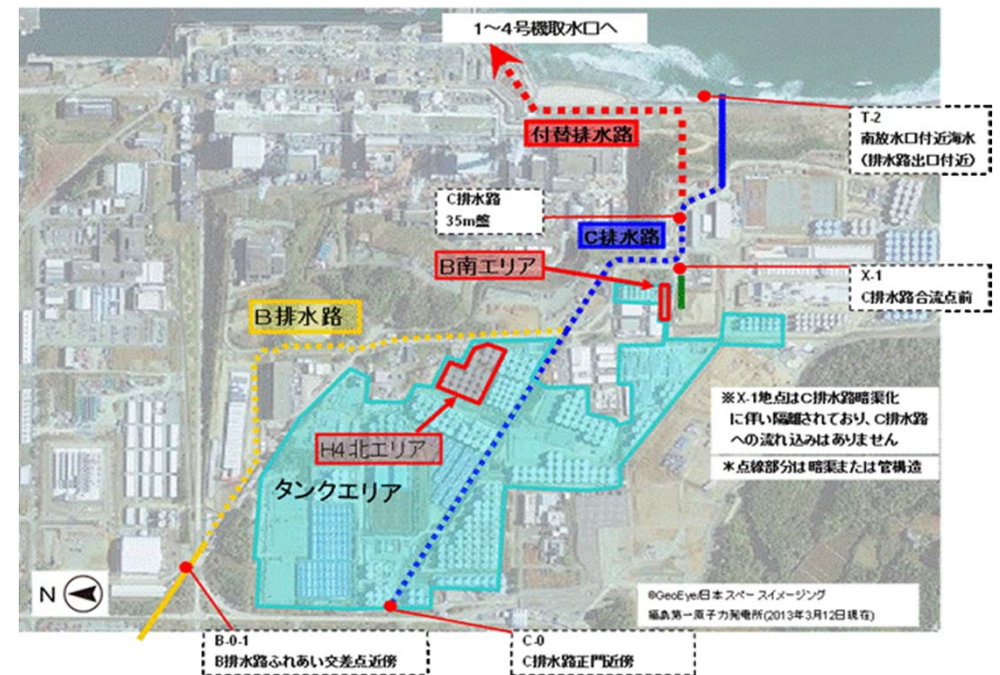 1～4号機取水口へ
付替排水路
T-2
南放水口付近海水
(排水路出口付近)
C排水路
35m盤
C排水路
B南エリア
X-1
C排水路合流点前
B排水路
※X-1地点はC排水路暗渠化
に伴い隔離されており、C排水路
への流れ込みはありません
＊点線部分は暗渠または管構造
H4北エリア
タンクエリア
N
©GeoEye/日本スペースイメージング
福島第一原子力発電所(2013年3月12日現在)
B-0-1
B排水路ふれあい交差点近傍
C-0
C排水路正門近傍